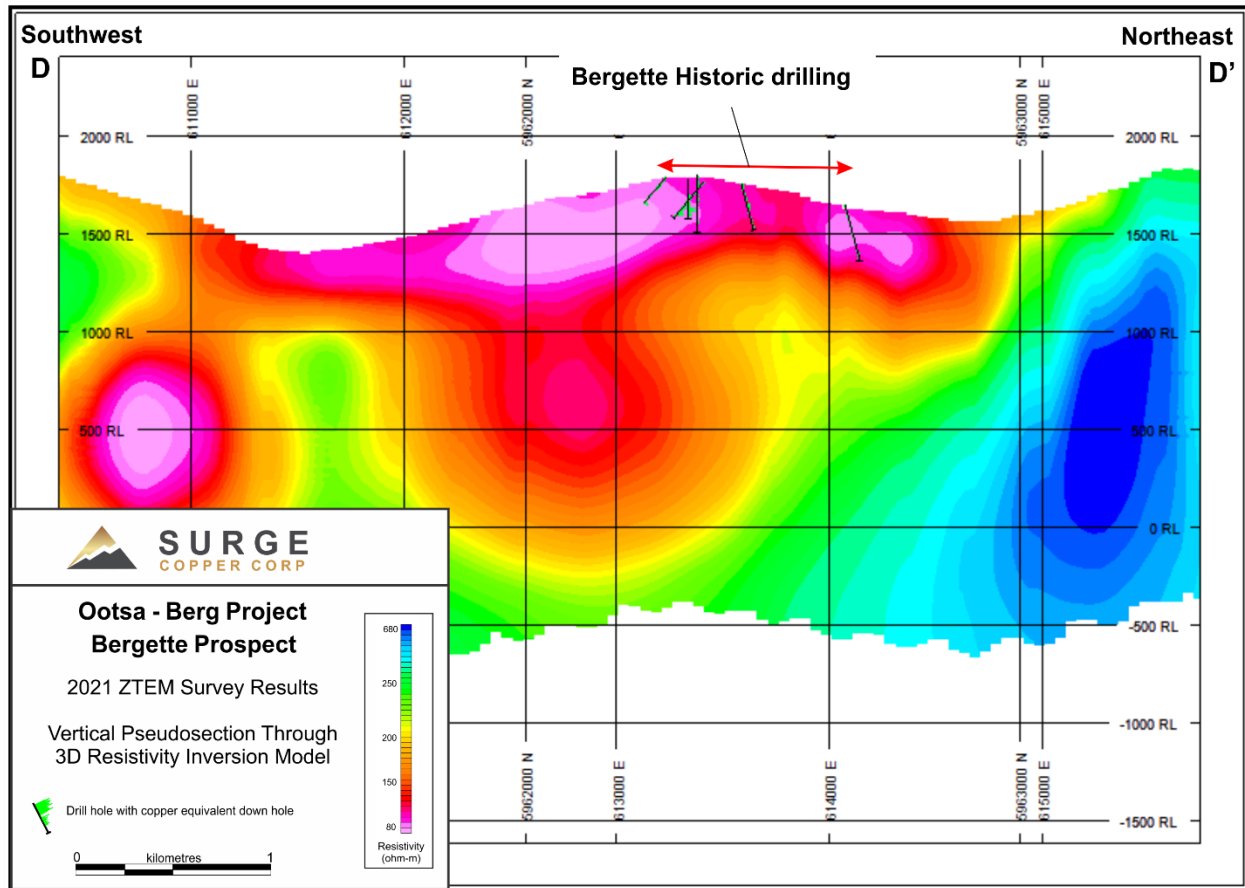 Southwest
Northeast
D
D'
Bergette Historic drilling
611000 E
612000 E
5962000 N
5963000 N
615000 E
2000 RL
2000 RL
1500 RL
1500 RL
1000 RL
1000 RL
500 RL
500 RL
0 RL
-500 RL
-1000 RL
-1500 RL
5962000 N
613000 E
6140000 E
5963000 N
615000 E
SURGE
COPPER CORP
Ootsa - Berg Project
Bergette Prospect
2021 ZTEM Survey Results
Vertical Pseudosection Through
3D Resistivity Inversion Model
Drill hole with copper equivalent down hole
0 kilometres 1
680
250
200
150
80
Resistivity
(ohm-m)